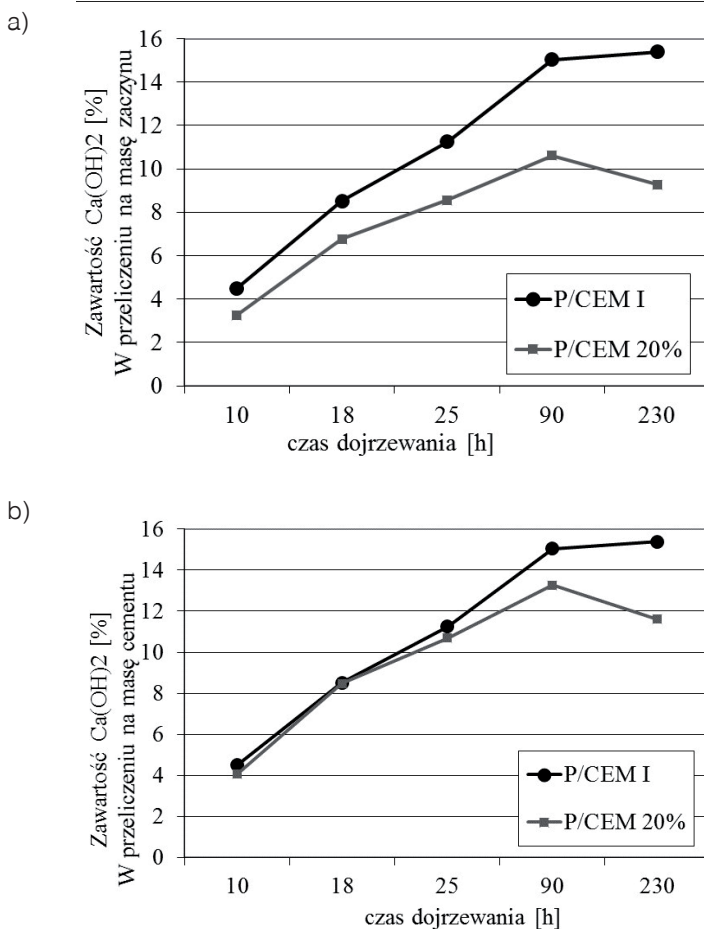 a)
Zawartość Ca(OH)2 [%]
W przeliczeniu na masę zaczynu
16
14
12
10
8
6
4
2
0
P/CEM I
P/CEM 20%
10 18 25 90 230
czas dojrzewania [h]
b)
Zawartość Ca(OH)2 [%]
W przeliczeniu na masę cementu
16
14
12
10
8
6
4
2
0
P/CEM I
P/CEM 20%
10 18 25 90 230
czas dojrzewania [h]